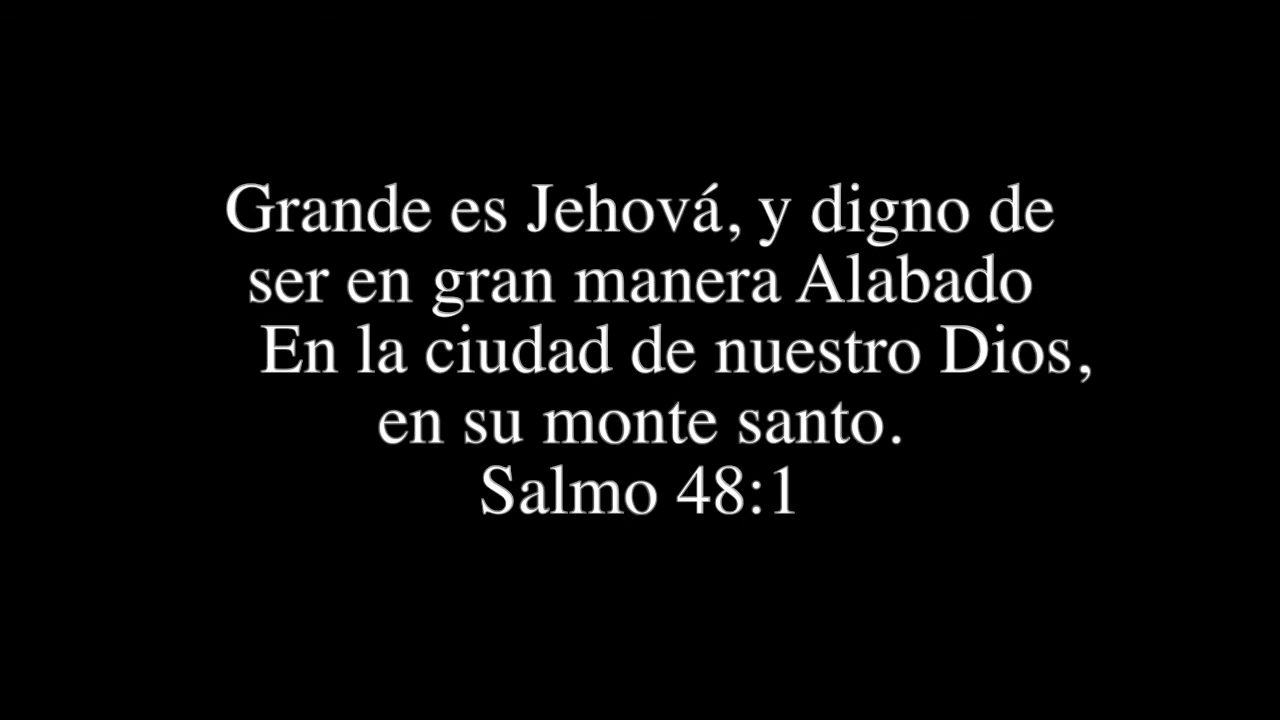 Grande es Jehová, y digno de
ser en gran manera Alabado
En la ciudad de nuestro Dios,
en su monte santo.
Salmo 48:1